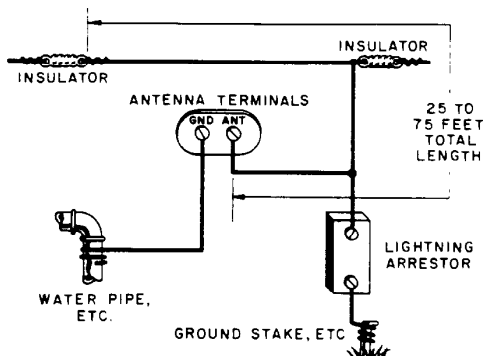 INSULATOR
INSULATOR
ANTENNA TERMINALS
GND ANT
25 TO
75 FEET
TOTAL
LENGTH
LIGHTNING
ARRESTOR
WATER PIPE,
ETC.
GROUND STAKE, ETC